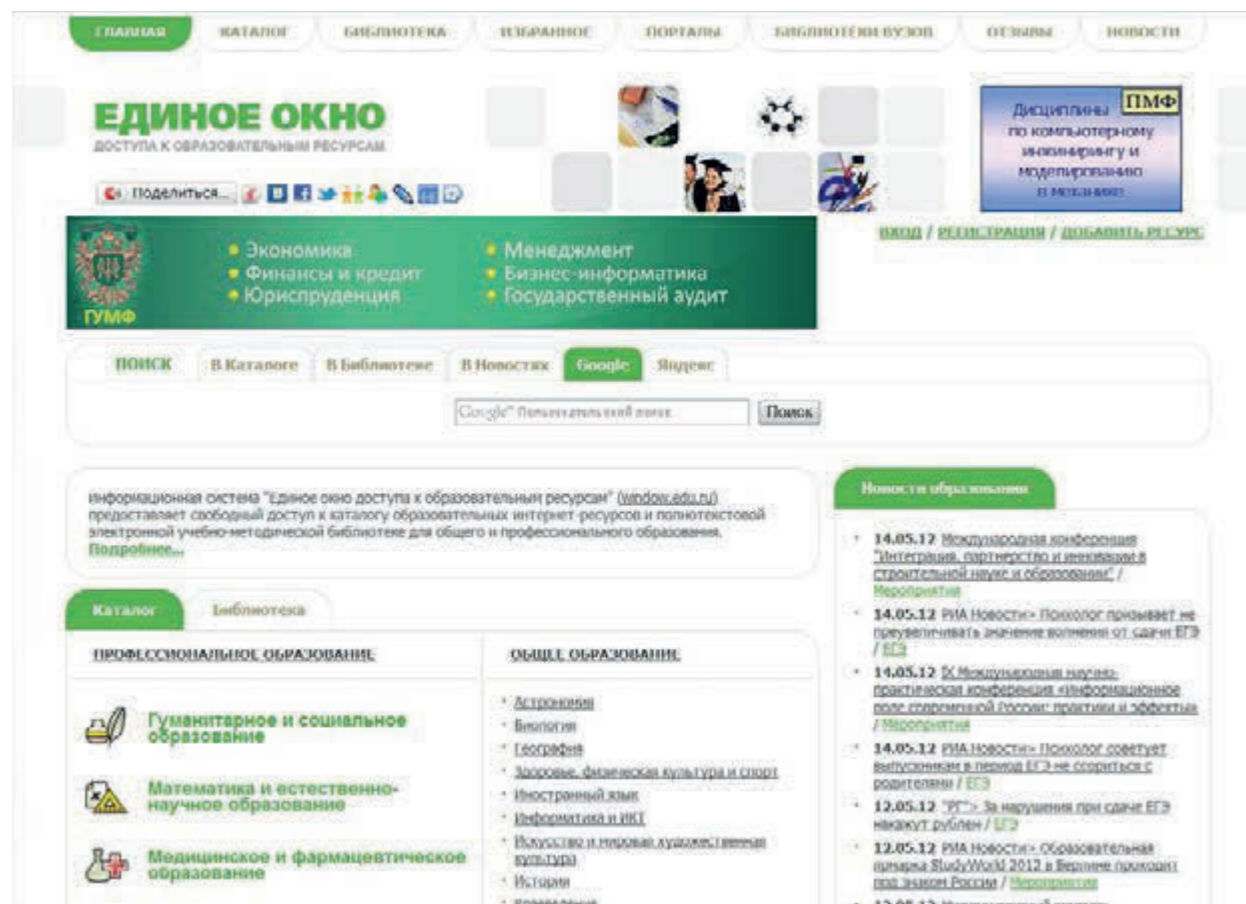 ГЛАВНАЯ
КАТАЛОГ
БИБЛИОТЕКА
ИЗБРАННОЕ
ПОРТАЛЫ
БИБЛИОТЕКИ ВУЗОВ
ОТЗЫВЫ
НОВОСТИ
ЕДИНОЕ ОКНО
ДОСТУПА К ОБРАЗОВАТЕЛЬНЫМ РЕСУРСАМ
Поделиться...
ПМФ
Дисциплины
по компьютерному
инжинирингу и
моделированию
в механике
ВХОД / РЕГИСТРАЦИЯ / ДОБАВИТЬ РЕСУРС
ГУМФ
Экономика
Финансы и кредит
Юриспруденция
Менеджмент
Бизнес-информатика
Государственный аудит
ПОИСК
В Каталоге
В Библиотеке
В Новостях
Google
Яндекс
Google™ Пользовательский поиск
Поиск
Информационная система "Единое окно доступа к образовательным ресурсам" (window.edu.ru)
предоставляет свободный доступ к каталогу образовательных интернет-ресурсов и полнотекстовой
электронной учебно-методической библиотеке для общего и профессионального образования.
Подробнее...
Каталог
Библиотека
ПРОФЕССИОНАЛЬНОЕ ОБРАЗОВАНИЕ
Гуманитарное и социальное
образование
Математика и естественно-
научное образование
Медицинское и фармацевтическое
образование
ОБЩЕЕ ОБРАЗОВАНИЕ
Астрономия
Биология
География
Здоровье, физическая культура и спорт
Иностранный язык
Информатика и ИКТ
Искусство и мировая художественная
культура
История
Новости образования
14.05.12 Международная конференция
"Интеграция, партнерство и инновации в
строительной науке и образовании" /
Мероприятия
14.05.12 РИА Новости> Психолог призывает не
преувеличивать значение волнения от сдачи ЕГЭ
/ ЕГЭ
14.05.12 IX Международная научно-
практическая конференция «Информационное
поле современной России: практики и эффекты»
/ Мероприятия
14.05.12 РИА Новости> Психолог советует
выпускникам в период ЕГЭ не ссориться с
родителями / ЕГЭ
12.05.12 "РГ"> За нарушения при сдаче ЕГЭ
накажут рублем / ЕГЭ
12.05.12 РИА Новости> Образовательная
ярмарка StudyWorld 2012 в Берлине проходит
под знаком России / Мероприятия